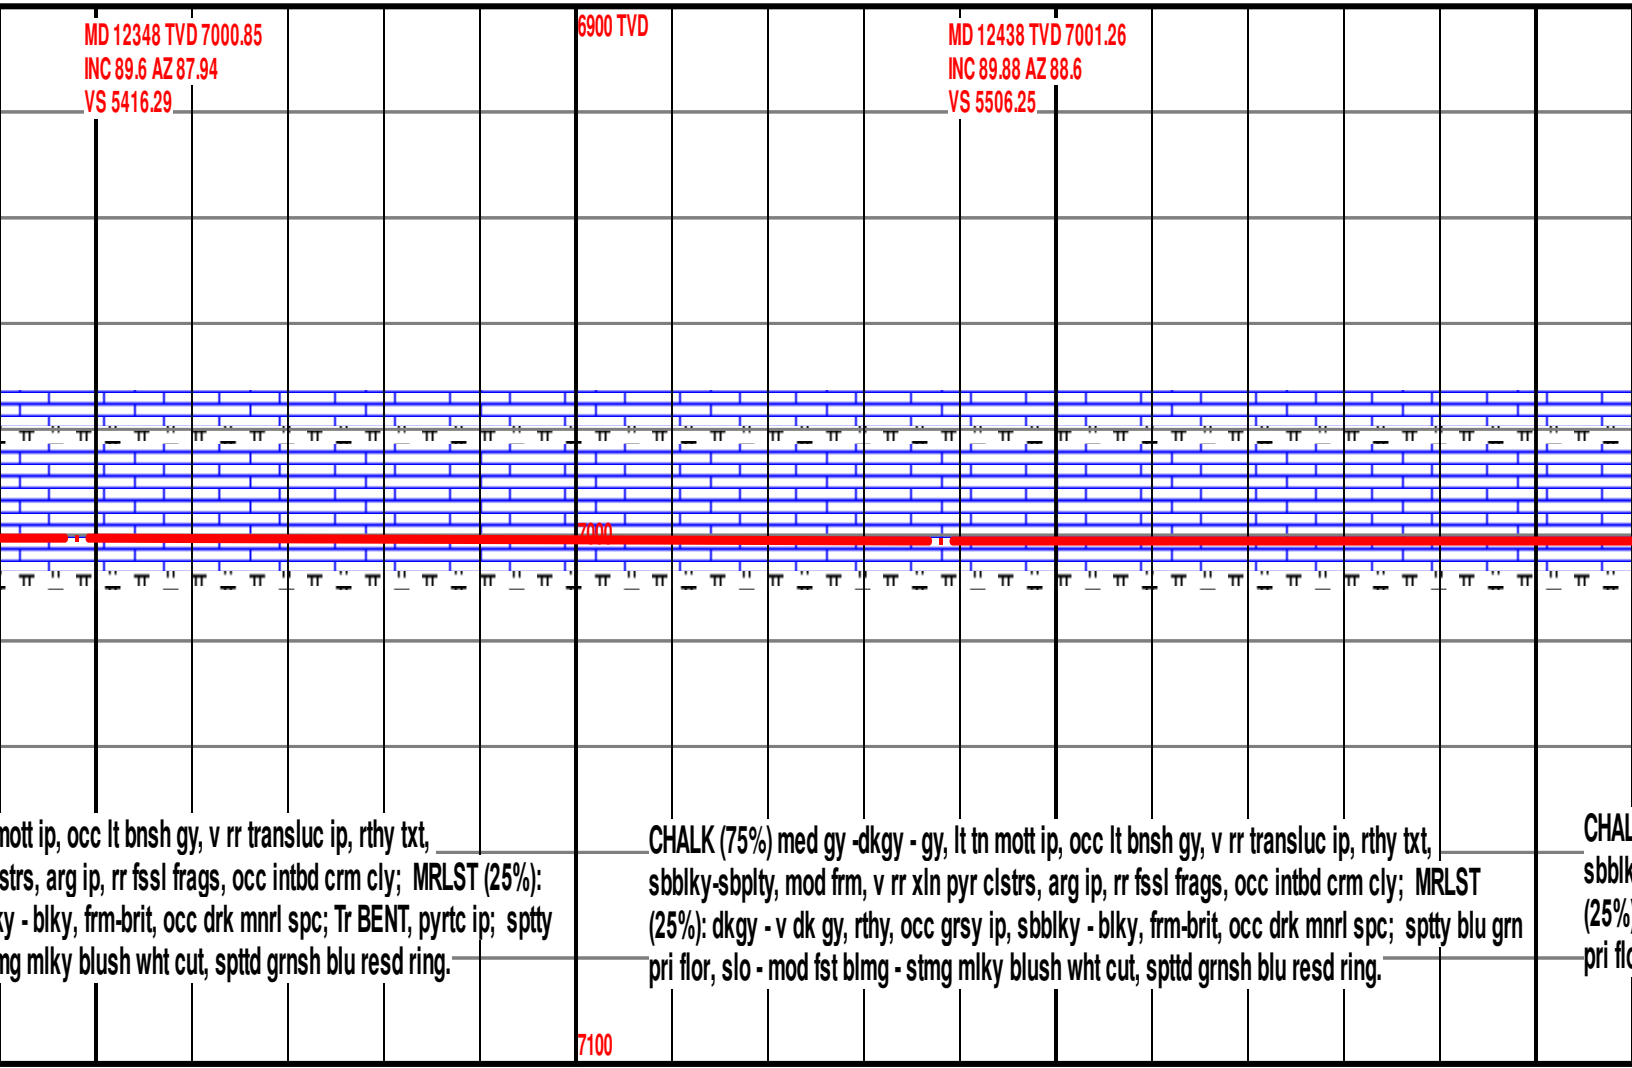 MD 12348 TVD 7000.85
INC 89.6 AZ 87.94
VS 5416.29
6900 TVD
MD 12438 TVD 7001.26
INC 89.88 AZ 88.6
VS 5506.25
7000
mott ip, occ lt bnsh gy, v rr transluc ip, rthy txt,
strs, arg ip, rr fssl frags, occ intbd crm cly; MRLST (25%):
ky - blky, frm-brit, occ drk mnrl spc; Tr BENT, pyrtc ip; sptty
mg mlky blush wht cut, spttd grnsh blu resd ring.
CHALK (75%) med gy -dkgy - gy, lt tn mott ip, occ lt bnsh gy, v rr transluc ip, rthy txt,
sbblky-sbplty, mod frm, v rr xln pyr clstrs, arg ip, rr fssl frags, occ intbd crm cly; MRLST
(25%): dkgy - v dk gy, rthy, occ grsy ip, sbblky - blky, frm-brit, occ drk mnrl spc; sptty blu grn
pri flor, slo - mod fst blmg - stmg mlky blush wht cut, spttd grnsh blu resd ring.
CHAL
sbblk
(25%)
pri flo
7100